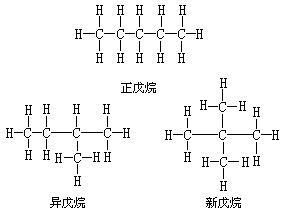 H H H H H
H—C—C—C—C—C—H
H H H H H
正戊烷
H H H H
H—C—C—C—C—H
H H H—C—H H
H
异戊烷
H
H H—C—H H
H—C—C—C—H
H H—C—H H
H
新戊烷